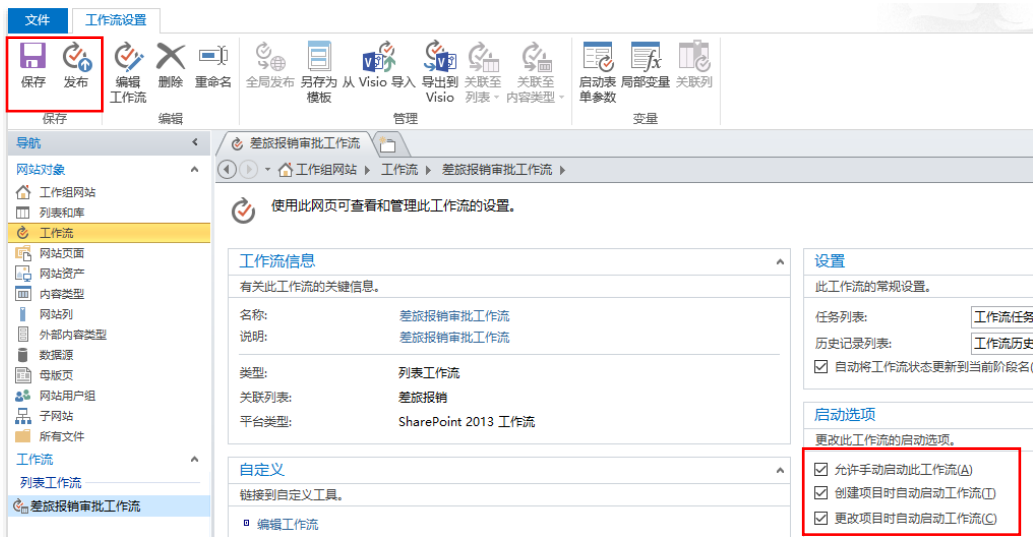 文件 工作流设置
保存 发布 编辑 工作流 删除 重命名 全局发布 另存为 模板 从 Visio 导入 导出到 Visio 关联至 列表 关联至 内容类型 启动表 单参数 局部变量 关联列
保存 编辑 管理 变量
导航
网站对象
工作组网站
列表和库
工作流
网站页面
网站资产
内容类型
网站列
外部内容类型
数据源
母版页
网站用户组
子网站
所有文件
工作流
列表工作流
差旅报销审批工作流
差旅报销审批工作流
工作组网站 工作流 差旅报销审批工作流
使用此网页可查看和管理此工作流的设置。
工作流信息
有关此工作流的关键信息。
名称: 差旅报销审批工作流
说明: 差旅报销审批工作流
类型: 列表工作流
关联列表: 差旅报销
平台类型: SharePoint 2013 工作流
自定义
链接到自定义工具。
编辑工作流
设置
此工作流的常规设置。
任务列表: 工作流任务
历史记录列表: 工作流历史
自动将工作流状态更新到当前阶段名(
启动选项
更改此工作流的启动选项。
允许手动启动此工作流(A)
创建项目时自动启动工作流(T)
更改项目时自动启动工作流(C)